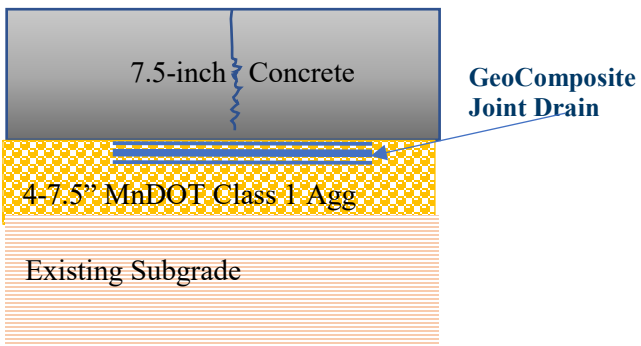 7.5-inch Concrete
GeoComposite
Joint Drain
4-7.5” MnDOT Class 1 Agg
Existing Subgrade